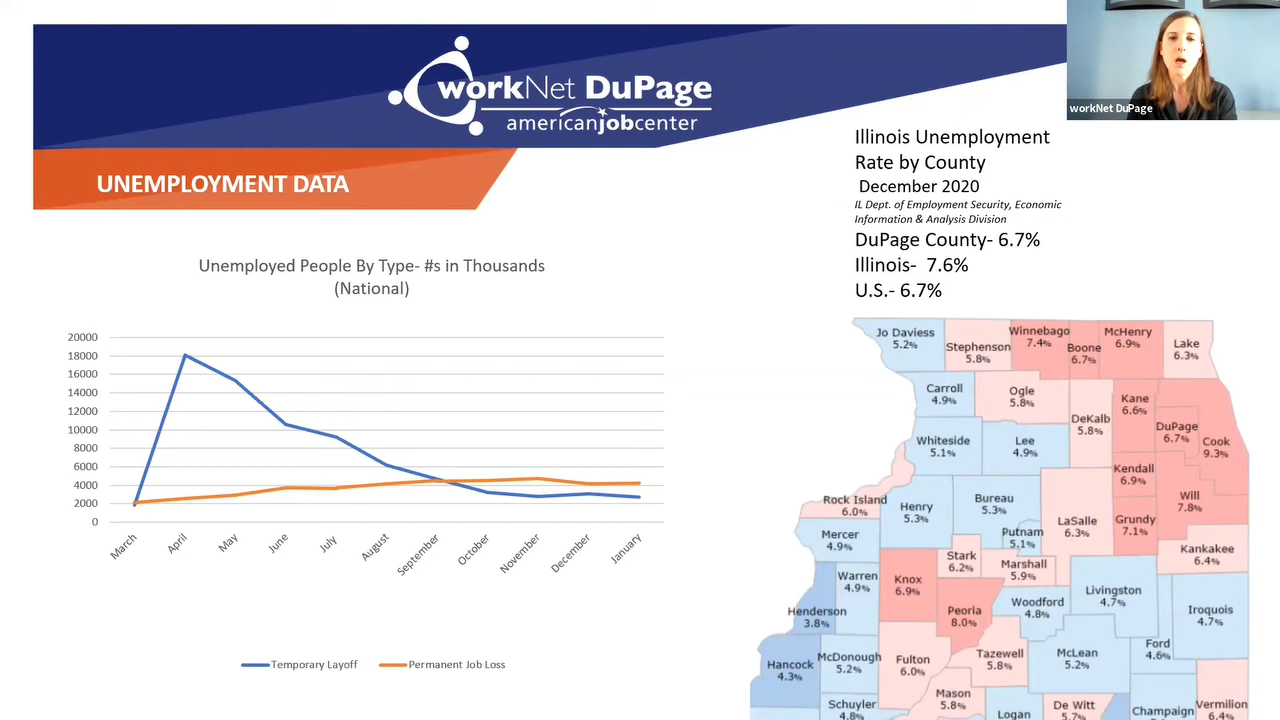 workNet DuPage
americanjobcenter
workNet DuPage
UNEMPLOYMENT DATA
Illinois Unemployment
Rate by County
December 2020
IL Dept. of Employment Security, Economic
Information & Analysis Division
DuPage County- 6.7%
Illinois- 7.6%
U.S.- 6.7%
Unemployed People By Type- #s in Thousands
(National)
20000
18000
16000
14000
12000
10000
8000
6000
4000
2000
0
March
April
May
June
July
August
September
October
November
December
January
Temporary Layoff
Permanent Job Loss
Jo Daviess
5.2%
Stephenson
5.8%
Winnebago
7.4%
Boone
6.7%
McHenry
6.9%
Lake
6.3%
Carroll
4.9%
Ogle
5.8%
DeKalb
5.8%
Kane
6.6%
DuPage
6.7%
Cook
9.3%
Whiteside
5.1%
Lee
4.9%
Kendall
6.9%
Will
7.8%
Rock Island
6.0%
Henry
5.3%
Bureau
5.3%
Putnam
5.1%
LaSalle
6.3%
Grundy
7.1%
Mercer
4.9%
Stark
6.2%
Marshall
5.9%
Kankakee
6.4%
Warren
4.9%
Knox
6.9%
Henderson
3.8%
Peoria
8.0%
Woodford
4.8%
Livingston
4.7%
Iroquois
4.7%
Hancock
4.3%
McDonough
5.2%
Fulton
6.0%
Tazewell
5.8%
McLean
5.2%
Ford
4.6%
Schuyler
4.8%
Mason
5.8%
Logan
De Witt
5.7%
Champaign
Vermilion
6.4%